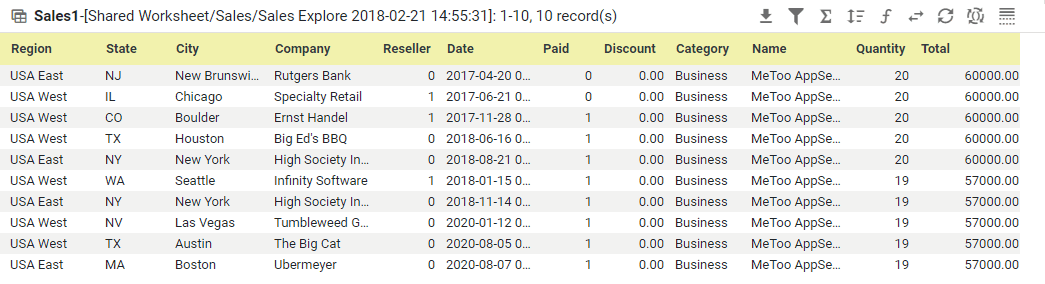 Sales1-[Shared Worksheet/Sales/Sales Explore 2018-02-21 14:55:31]: 1-10, 10 record(s)
Region State City Company Reseller Date Paid Discount Category Name Quantity Total
USA East NJ New Brunswi... Rutgers Bank 0 2017-04-20 0... 0 0.00 Business MeToo AppSe... 20 60000.00
USA West IL Chicago Specialty Retail 1 2017-06-21 0... 0 0.00 Business MeToo AppSe... 20 60000.00
USA West CO Boulder Ernst Handel 1 2017-11-28 0... 1 0.00 Business MeToo AppSe... 20 60000.00
USA West TX Houston Big Ed's BBQ 0 2018-06-16 0... 1 0.00 Business MeToo AppSe... 20 60000.00
USA East NY New York High Society In... 0 2018-08-21 0... 1 0.00 Business MeToo AppSe... 20 60000.00
USA West WA Seattle Infinity Software 1 2018-01-15 0... 1 0.00 Business MeToo AppSe... 19 57000.00
USA East NY New York High Society In... 0 2018-11-14 0... 1 0.00 Business MeToo AppSe... 19 57000.00
USA West NV Las Vegas Tumbleweed G... 0 2020-01-12 0... 1 0.00 Business MeToo AppSe... 19 57000.00
USA West TX Austin The Big Cat 0 2020-08-05 0... 1 0.00 Business MeToo AppSe... 19 57000.00
USA East MA Boston Ubermeyer 0 2020-08-07 0... 1 0.00 Business MeToo AppSe... 19 57000.00